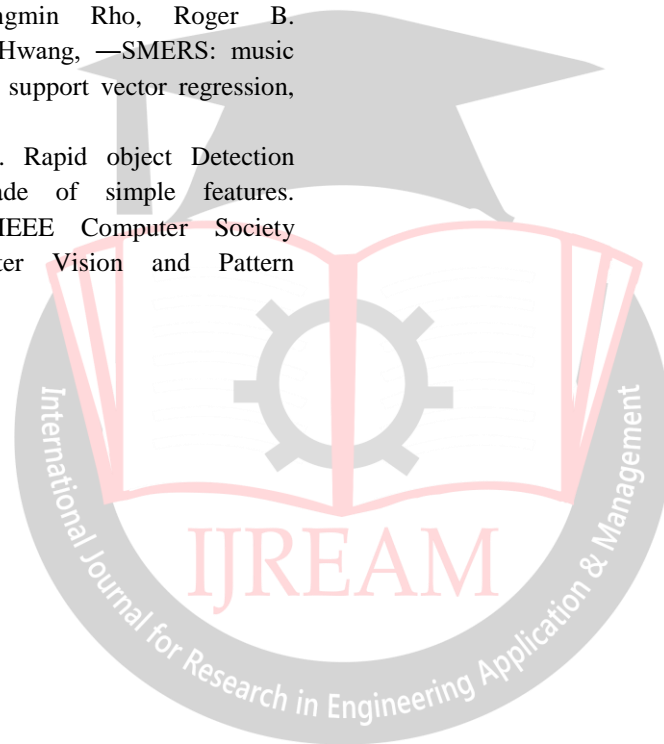 ngmin Rho, Roger B.
Hwang, ―SMERS: music
support vector regression,
. Rapid object Detection
ade of simple features.
IEEE Computer Society
ter Vision and Pattern
IJREAM
International Journal for Research in Engineering Application & Management